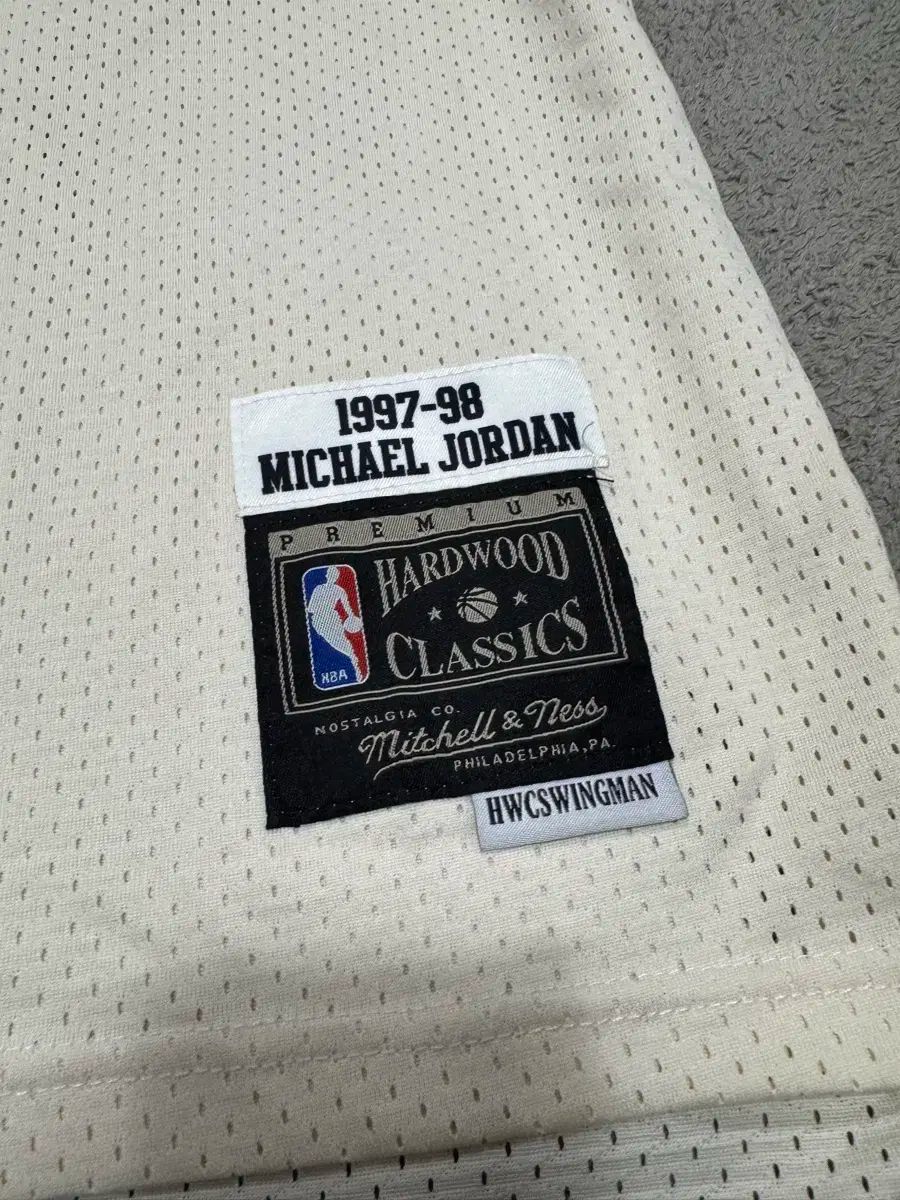 1997-98
MICHAEL JORDAN
PREMIUM
HARDWOOD
CLASSICS
NBA
NOSTALGIA CO.
Mitchell & Ness
PHILADELPHIA, PA.
HWCSWINGMAN